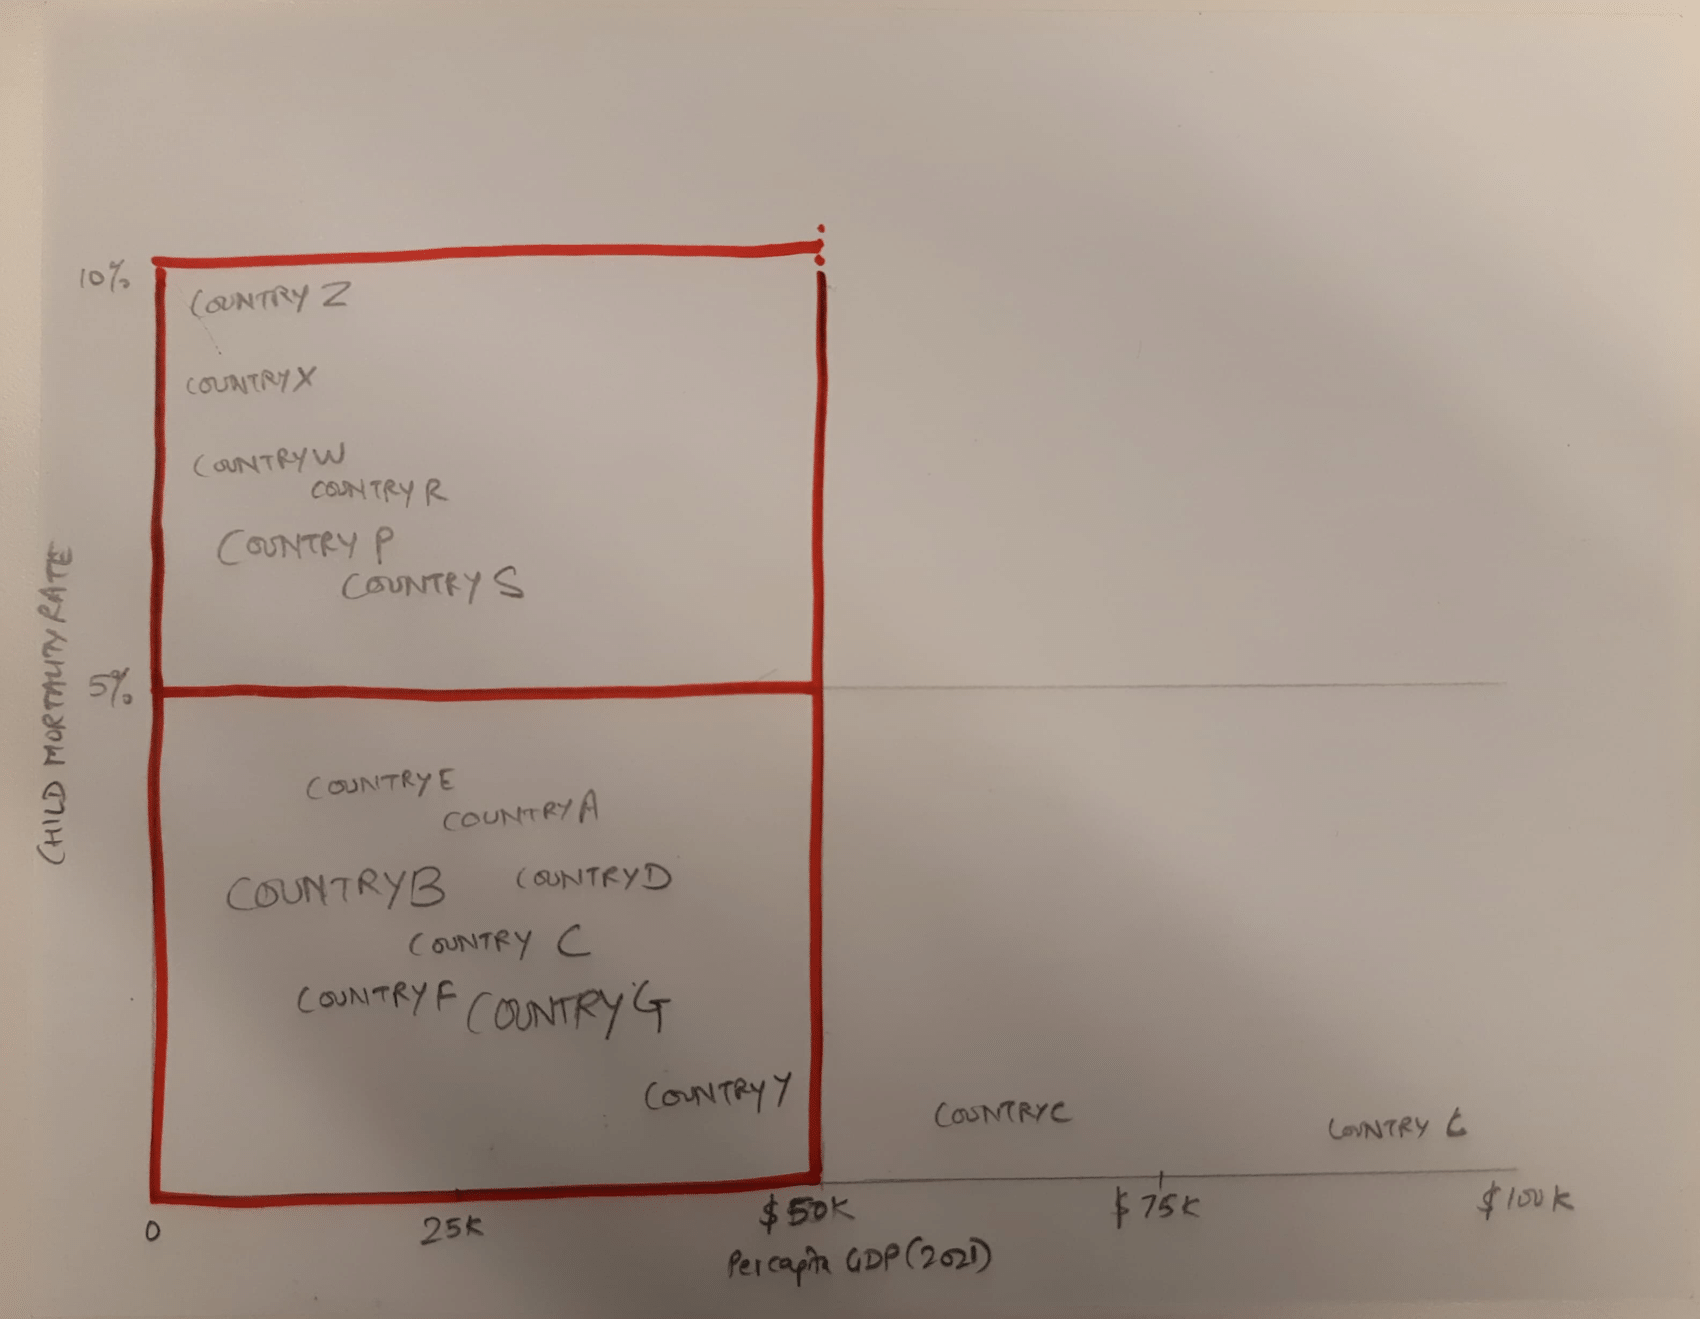 10%
COUNTRY Z
COUNTRY X
COUNTRY W
COUNTRY R
COUNTRY P
COUNTRY S
CHILD MORTALITY RATE
5%
COUNTRY E
COUNTRY A
COUNTRY B
COUNTRY D
COUNTRY C
COUNTRY F
COUNTRY G
COUNTRY Y
COUNTRY C
COUNTRY
0
25K
$50K
$75K
$100K
Per capita GDP (2021)